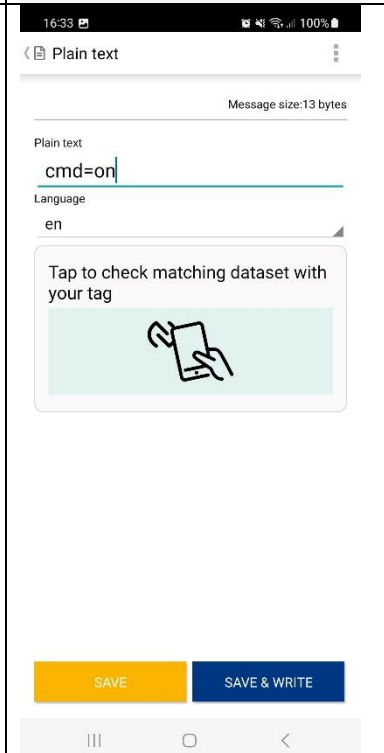 16:33 100%
Plain text
Message size:13 bytes
Plain text
cmd=on
Language
en
Tap to check matching dataset with
your tag
SAVE SAVE & WRITE